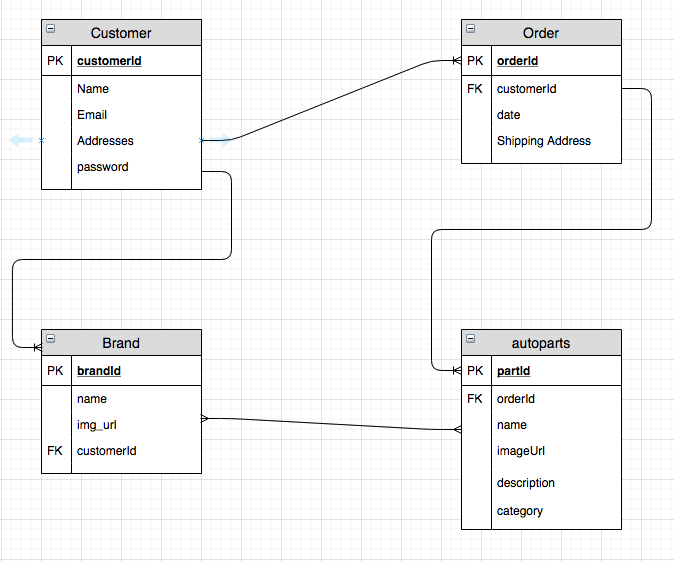 Customer
PK customerId
Name
Email
Addresses
password
Order
PK orderId
FK customerId
date
Shipping Address
Brand
PK brandId
name
img_url
FK customerId
autoparts
PK partId
FK orderId
name
imageUrl
description
category